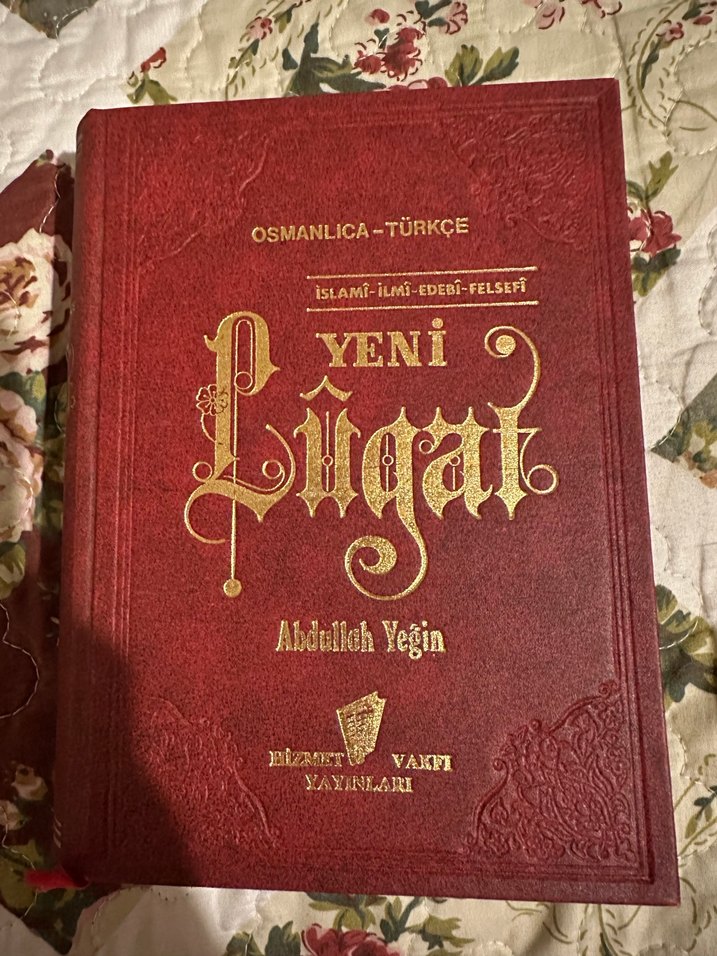 OSMANLICA-TÜRKÇE
İSLAMÎ-İLMÎ-EDEBÎ-FELSEFÎ
YENİ
Lûgat
Abdullah Yeğin
HİZMET VAKFI
YAYINLARI